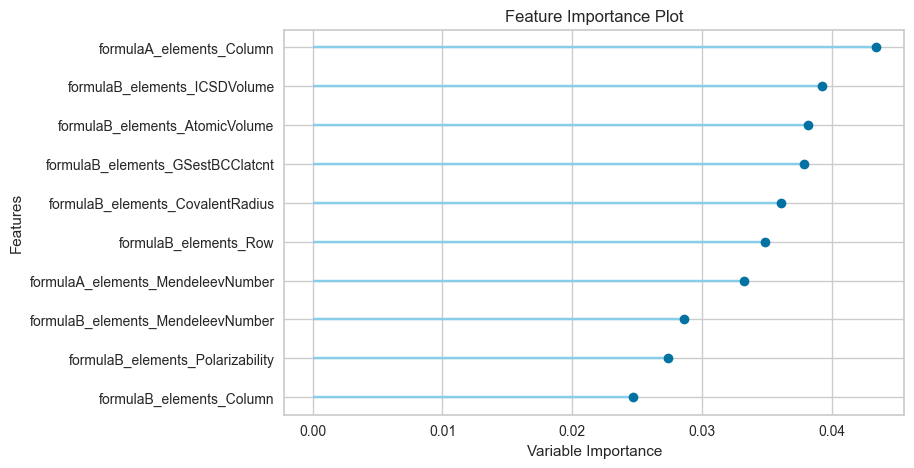 Feature Importance Plot
Features
formulaA_elements_Column
formulaB_elements_ICSDVolume
formulaB_elements_AtomicVolume
formulaB_elements_GSestBCClatcnt
formulaB_elements_CovalentRadius
formulaB_elements_Row
formulaA_elements_MendeleevNumber
formulaB_elements_MendeleevNumber
formulaB_elements_Polarizability
formulaB_elements_Column
0.00 0.01 0.02 0.03 0.04
Variable Importance